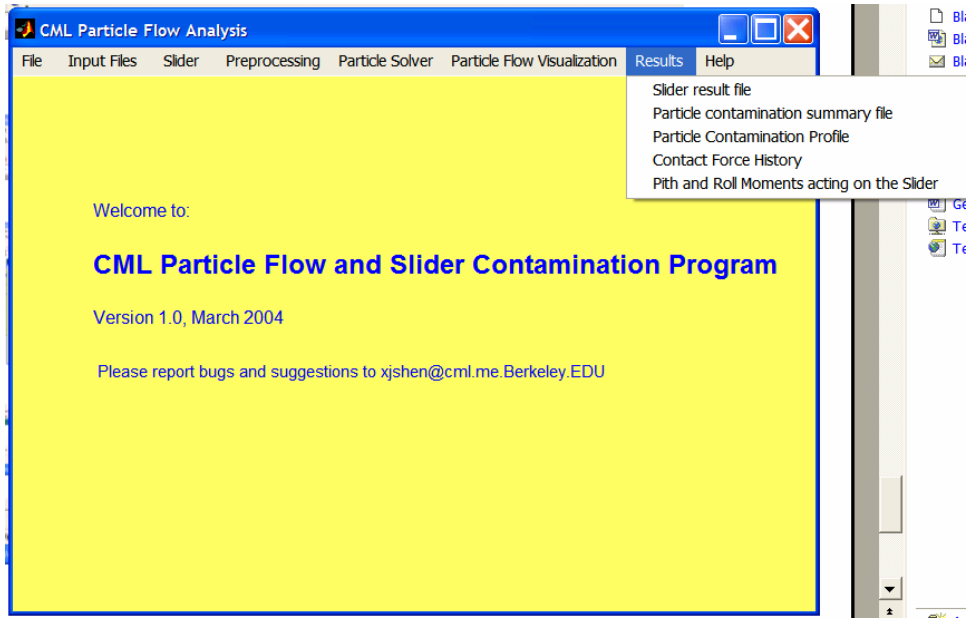 CML Particle Flow Analysis
File Input Files Slider Preprocessing Particle Solver Particle Flow Visualization Results Help
Slider result file
Particle contamination summary file
Particle Contamination Profile
Contact Force History
Pith and Roll Moments acting on the Slider
Welcome to:
CML Particle Flow and Slider Contamination Program
Version 1.0, March 2004
Please report bugs and suggestions to xjshen@cml.me.Berkeley.EDU